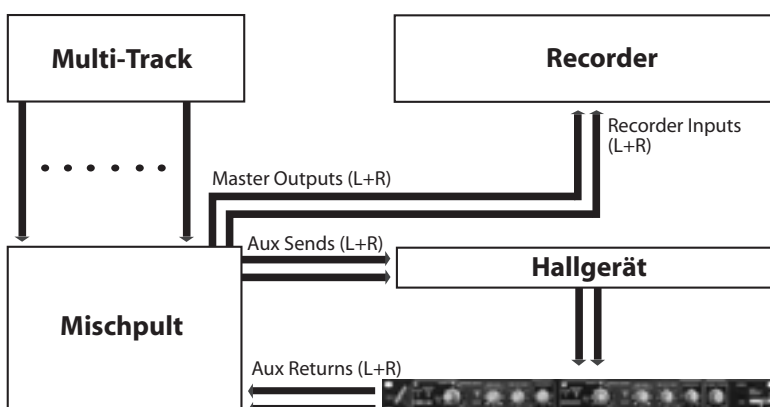 Multi-Track
Recorder
Recorder Inputs
(L+R)
Master Outputs (L+R)
Aux Sends (L+R)
Hallgerät
Mischpult
Aux Returns (L+R)